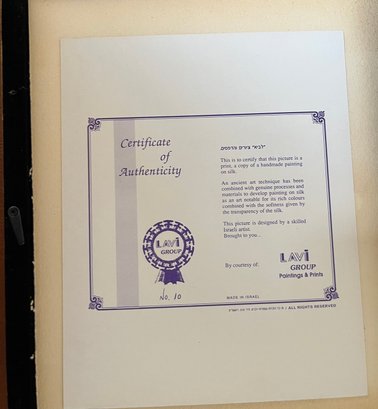 Certificate
of
Authenticity
"לביא" ציורים והדפסים
This is to certify that this picture is a
print, a copy of a handmade painting
on silk.
An ancient art technique has been
combined with genuine processes and
materials to develop painting on silk
as an art notable for its rich colours
combined with the softness given by
the transparency of the silk.
This picture is designed by a skilled
Israeli artist.
Brought to you...
LAVI
GROUP
No. 10
By courtesy of:
LAVI
GROUP
Paintings & Prints
MADE IN ISRAEL
ALL RIGHTS RESERVED